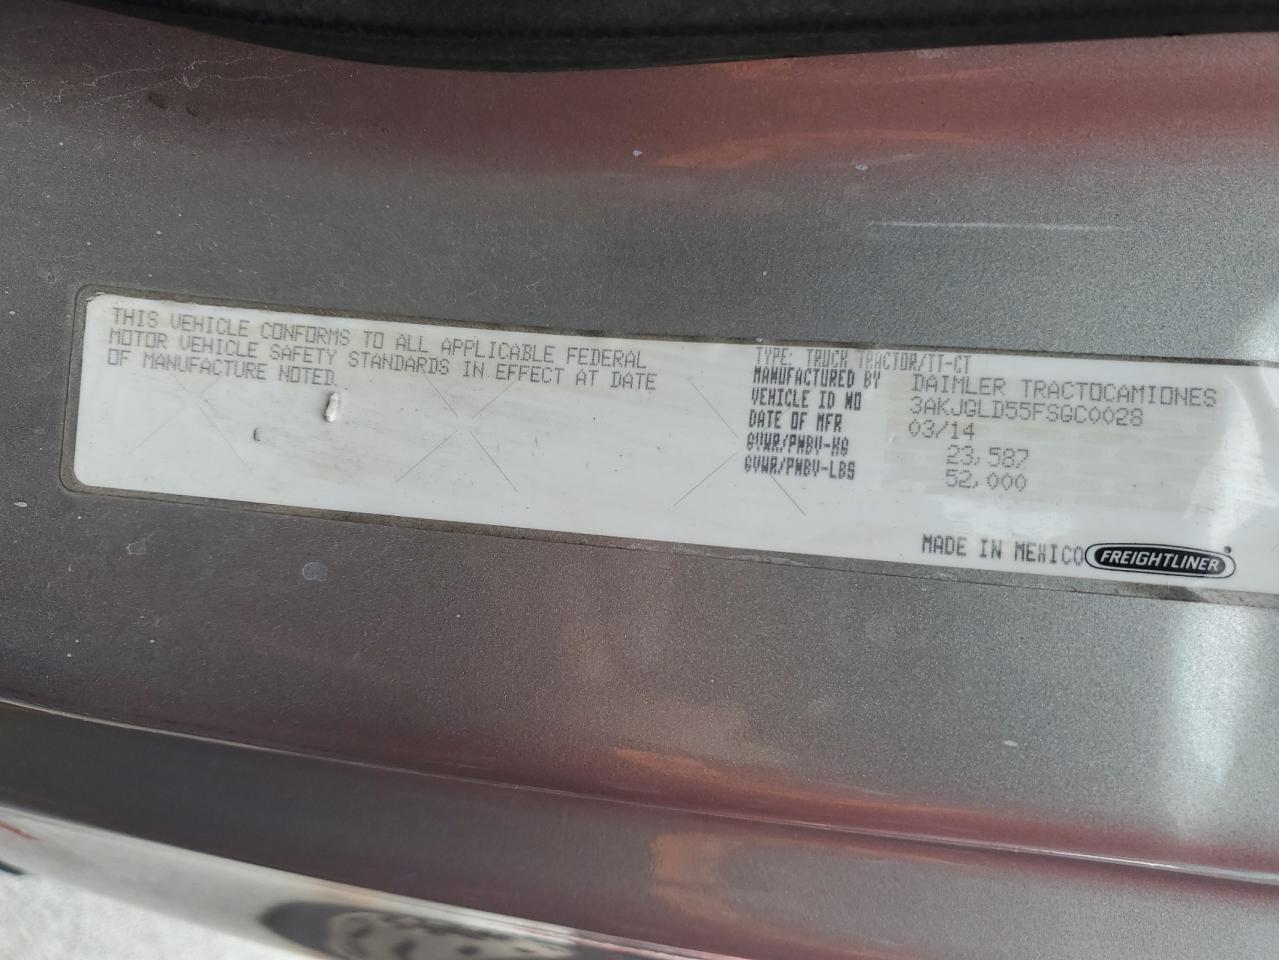 THIS VEHICLE CONFORMS TO ALL APPLICABLE FEDERAL
MOTOR VEHICLE SAFETY STANDARDS IN EFFECT AT DATE
OF MANUFACTURE NOTED.
TYPE: TRUCK TRACTOR/TT-CT
MANUFACTURED BY DAIMLER TRACTOCAMIONES
VEHICLE ID NO 3AKJGLD55FSGC0028
DATE OF MFR 03/14
GVWR/PNBV-KG 23,587
GVWR/PNBV-LBS 52,000
MADE IN MEXICO FREIGHTLINER